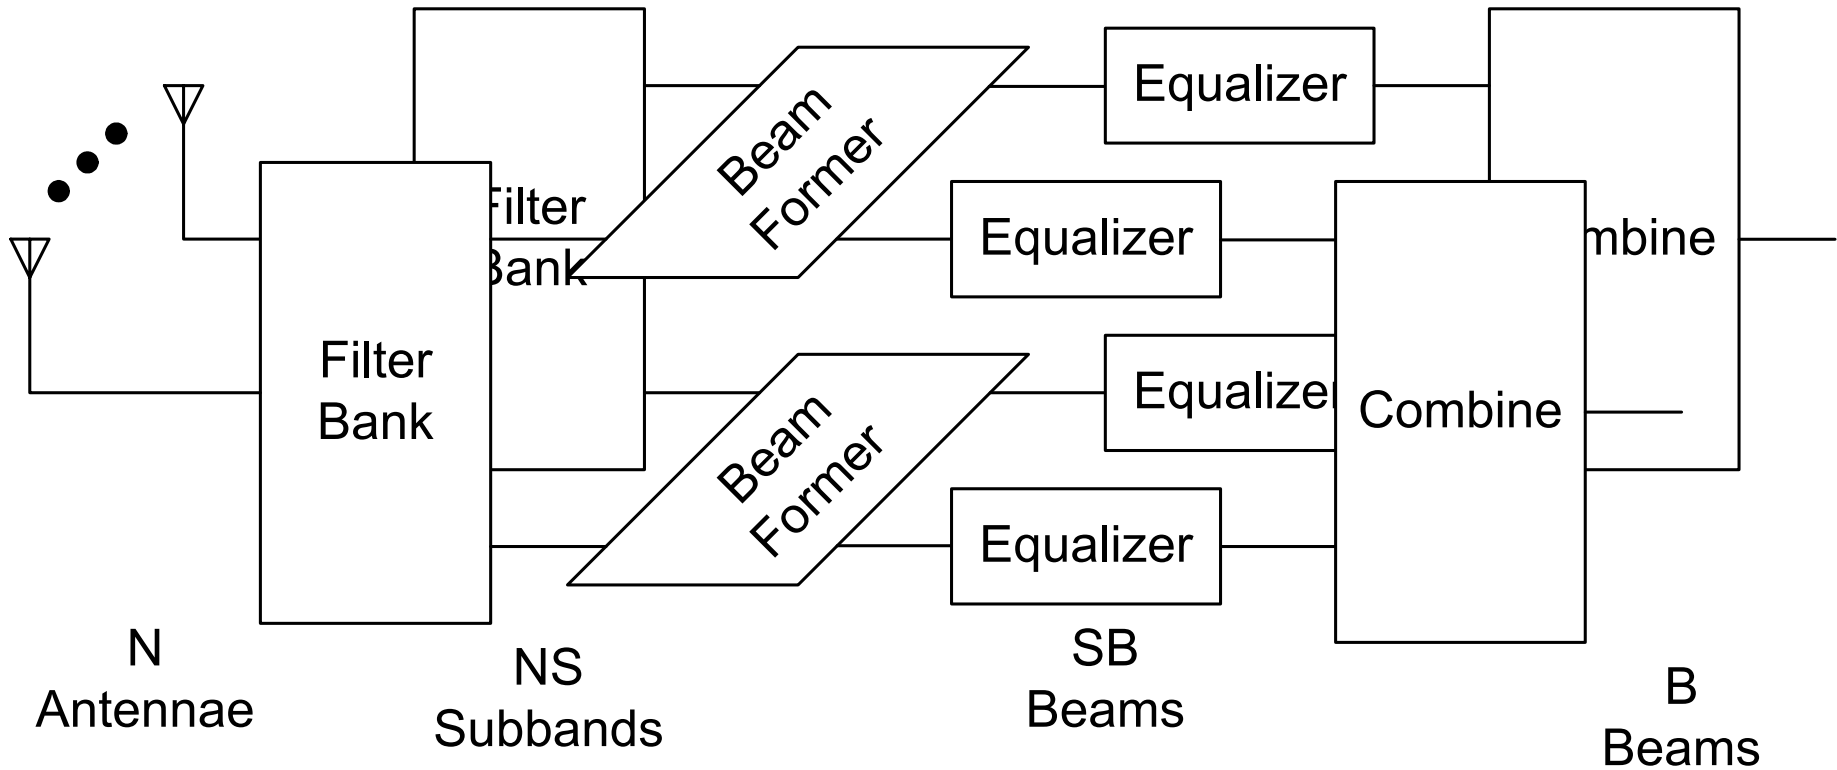 Equalizer
Beam
Former
Filter
Bank
Equalizer
mbine
Filter
Bank
Equalizer
Combine
Beam
Former
Equalizer
N
Antennae
NS
Subbands
SB
Beams
B
Beams